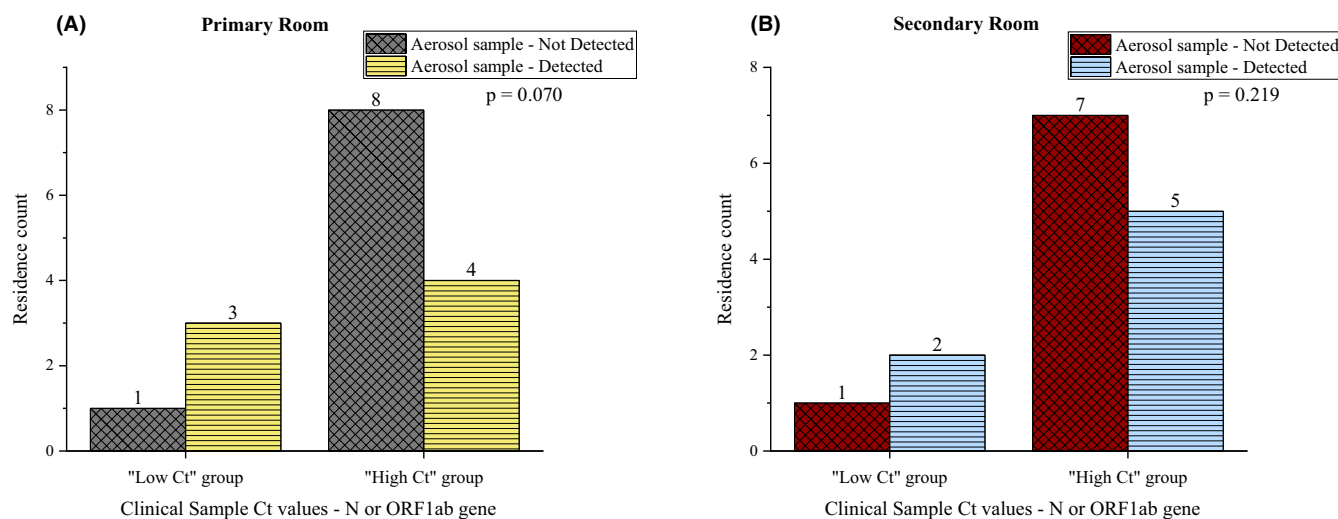 (A)
Primary Room
Aerosol sample - Not Detected
Aerosol sample - Detected
p = 0.070
8
6
4
2
0
Residence count
1
3
8
4
"Low Ct" group
"High Ct" group
Clinical Sample Ct values - N or ORF1ab gene
(B)
Secondary Room
Aerosol sample - Not Detected
Aerosol sample - Detected
p = 0.219
8
6
4
2
0
Residence count
1
2
7
5
"Low Ct" group
"High Ct" group
Clinical Sample Ct values - N or ORF1ab gene